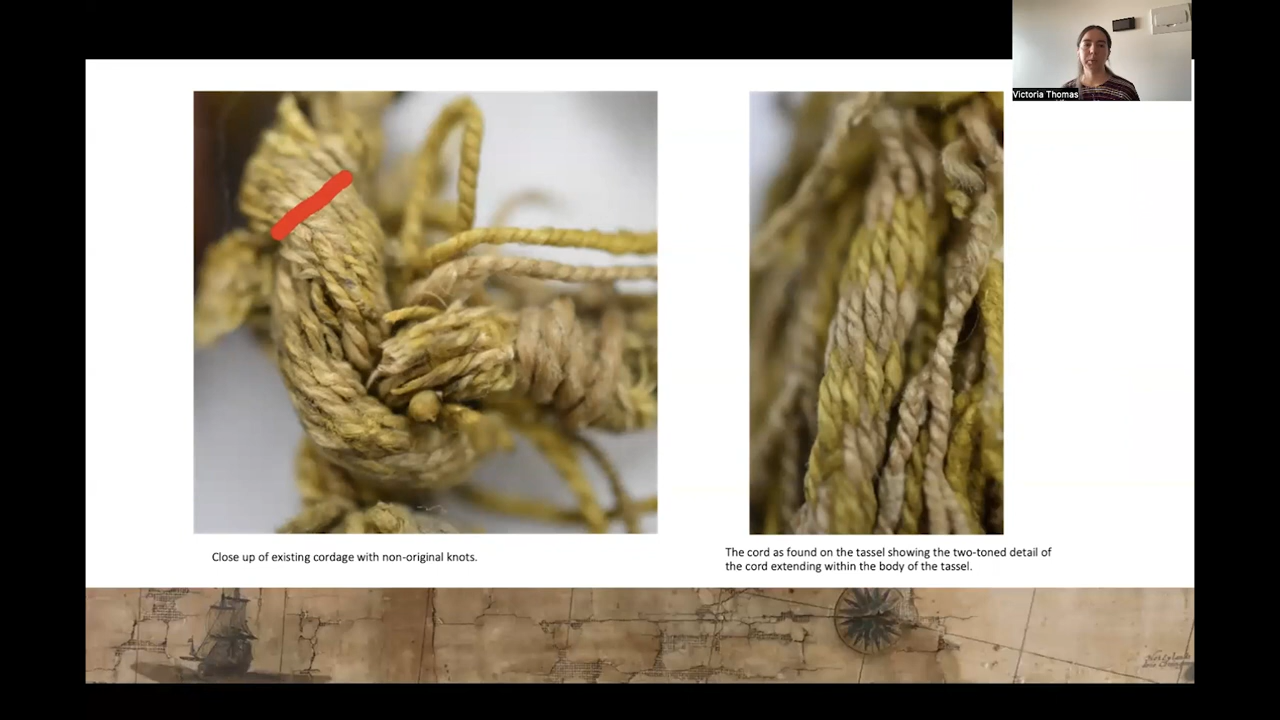 Victoria Thomas
Close up of existing cordage with non-original knots.
The cord as found on the tassel showing the two-toned detail of
the cord extending within the body of the tassel.